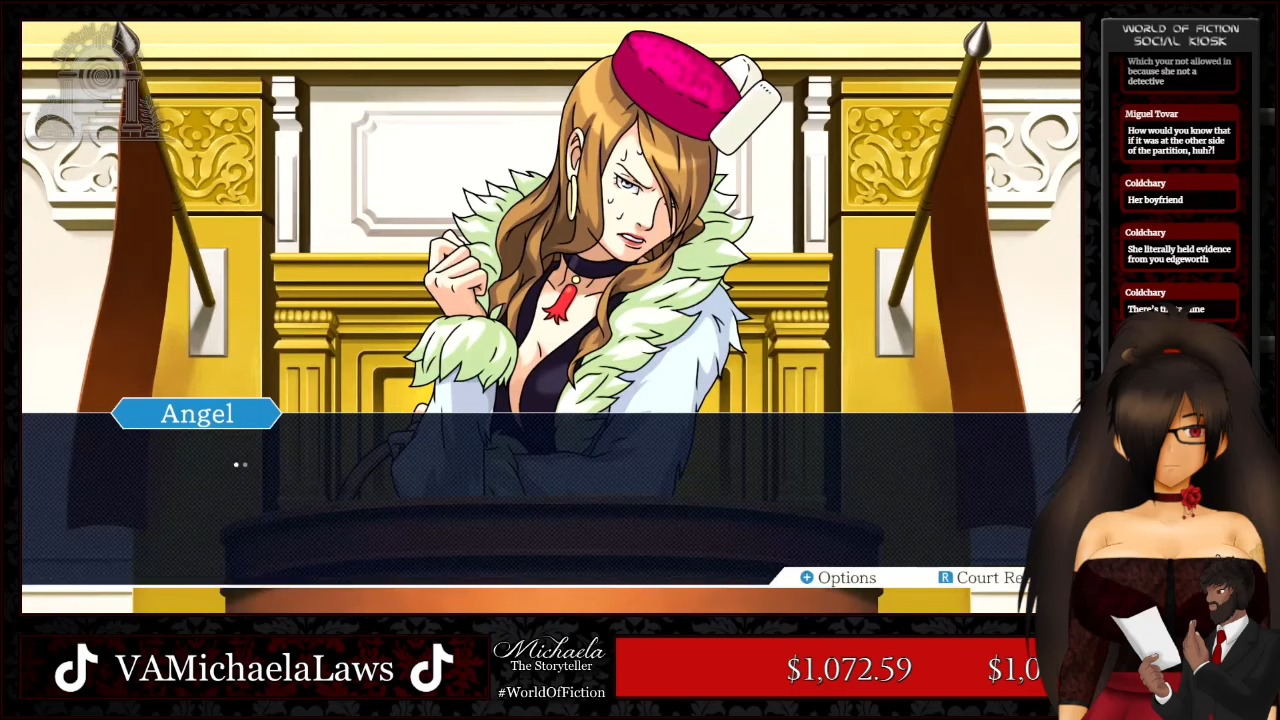 WORLD OF FICTION
SOCIAL KIOSK
Which your not allowed in
because she not a
detective
Miguel Tovar
How would you know that
if it was at the other side
of the partition, huh?!
Coldchary
Her boyfriend
Coldchary
She literally held evidence
from you edgeworth
Coldchary
There's
Angel
Options
R Court Re
VAMichaelaLaws
Michaela
The Storyteller
#WorldOfFiction
$1,072.59
$1,0